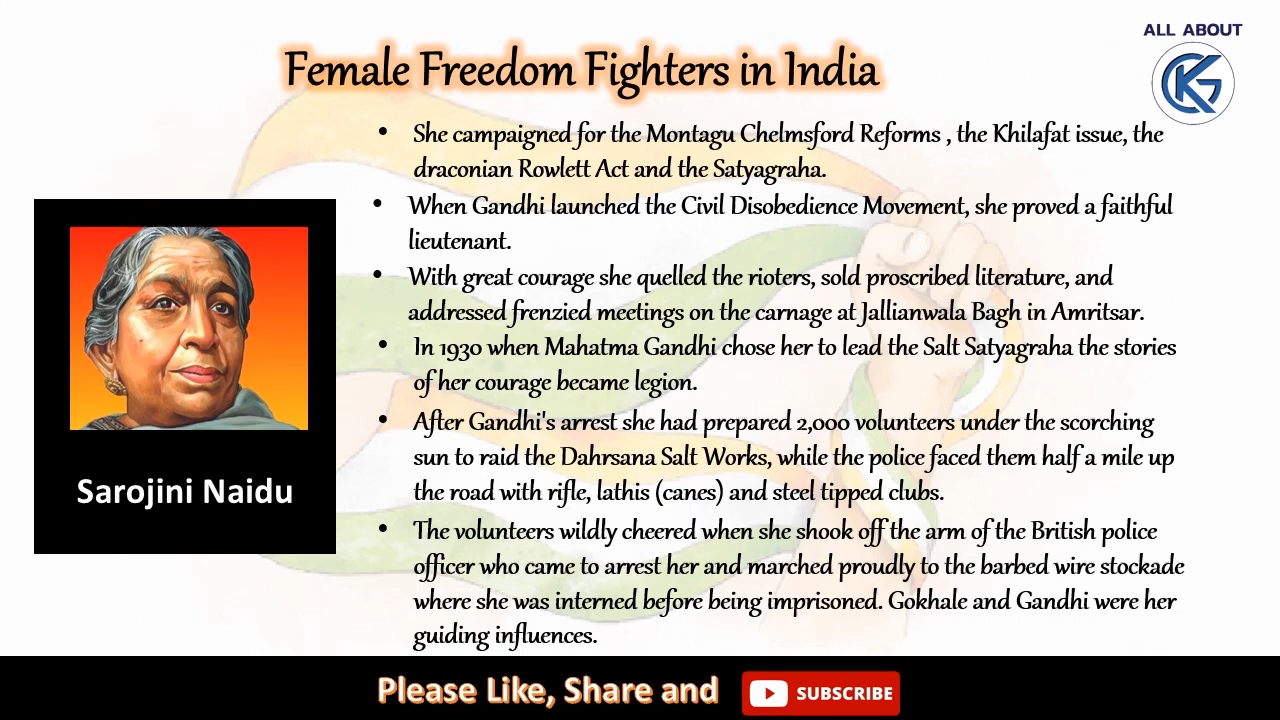 ALL ABOUT
GK
Female Freedom Fighters in India
• She campaigned for the Montagu Chelmsford Reforms , the Khilafat issue, the
draconian Rowlett Act and the Satyagraha.
• When Gandhi launched the Civil Disobedience Movement, she proved a faithful
lieutenant.
• With great courage she quelled the rioters, sold proscribed literature, and
addressed frenzied meetings on the carnage at Jallianwala Bagh in Amritsar.
• In 1930 when Mahatma Gandhi chose her to lead the Salt Satyagraha the stories
of her courage became legion.
• After Gandhi's arrest she had prepared 2,000 volunteers under the scorching
sun to raid the Dahrsana Salt Works, while the police faced them half a mile up
the road with rifle, lathis (canes) and steel tipped clubs.
• The volunteers wildly cheered when she shook off the arm of the British police
officer who came to arrest her and marched proudly to the barbed wire stockade
where she was interned before being imprisoned. Gokhale and Gandhi were her
guiding influences.
Sarojini Naidu
Please Like, Share and SUBSCRIBE